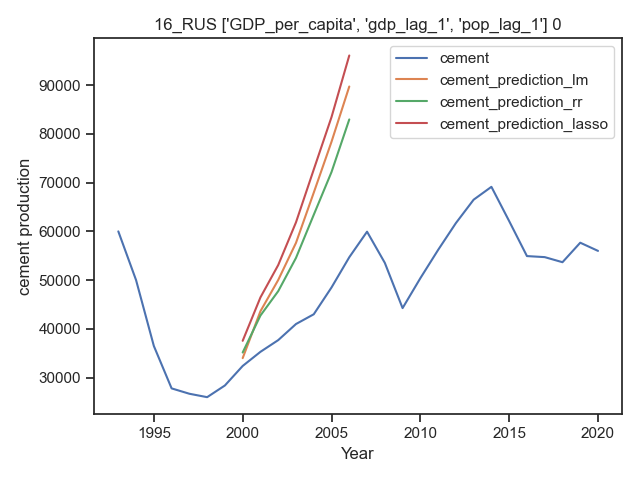 16_RUS ['GDP_per_capita', 'gdp_lag_1', 'pop_lag_1'] 0
cement
cement_prediction_lm
cement_prediction_rr
cement_prediction_lasso
cement production
90000
80000
70000
60000
50000
40000
30000
1995
2000
2005
2010
2015
2020
Year